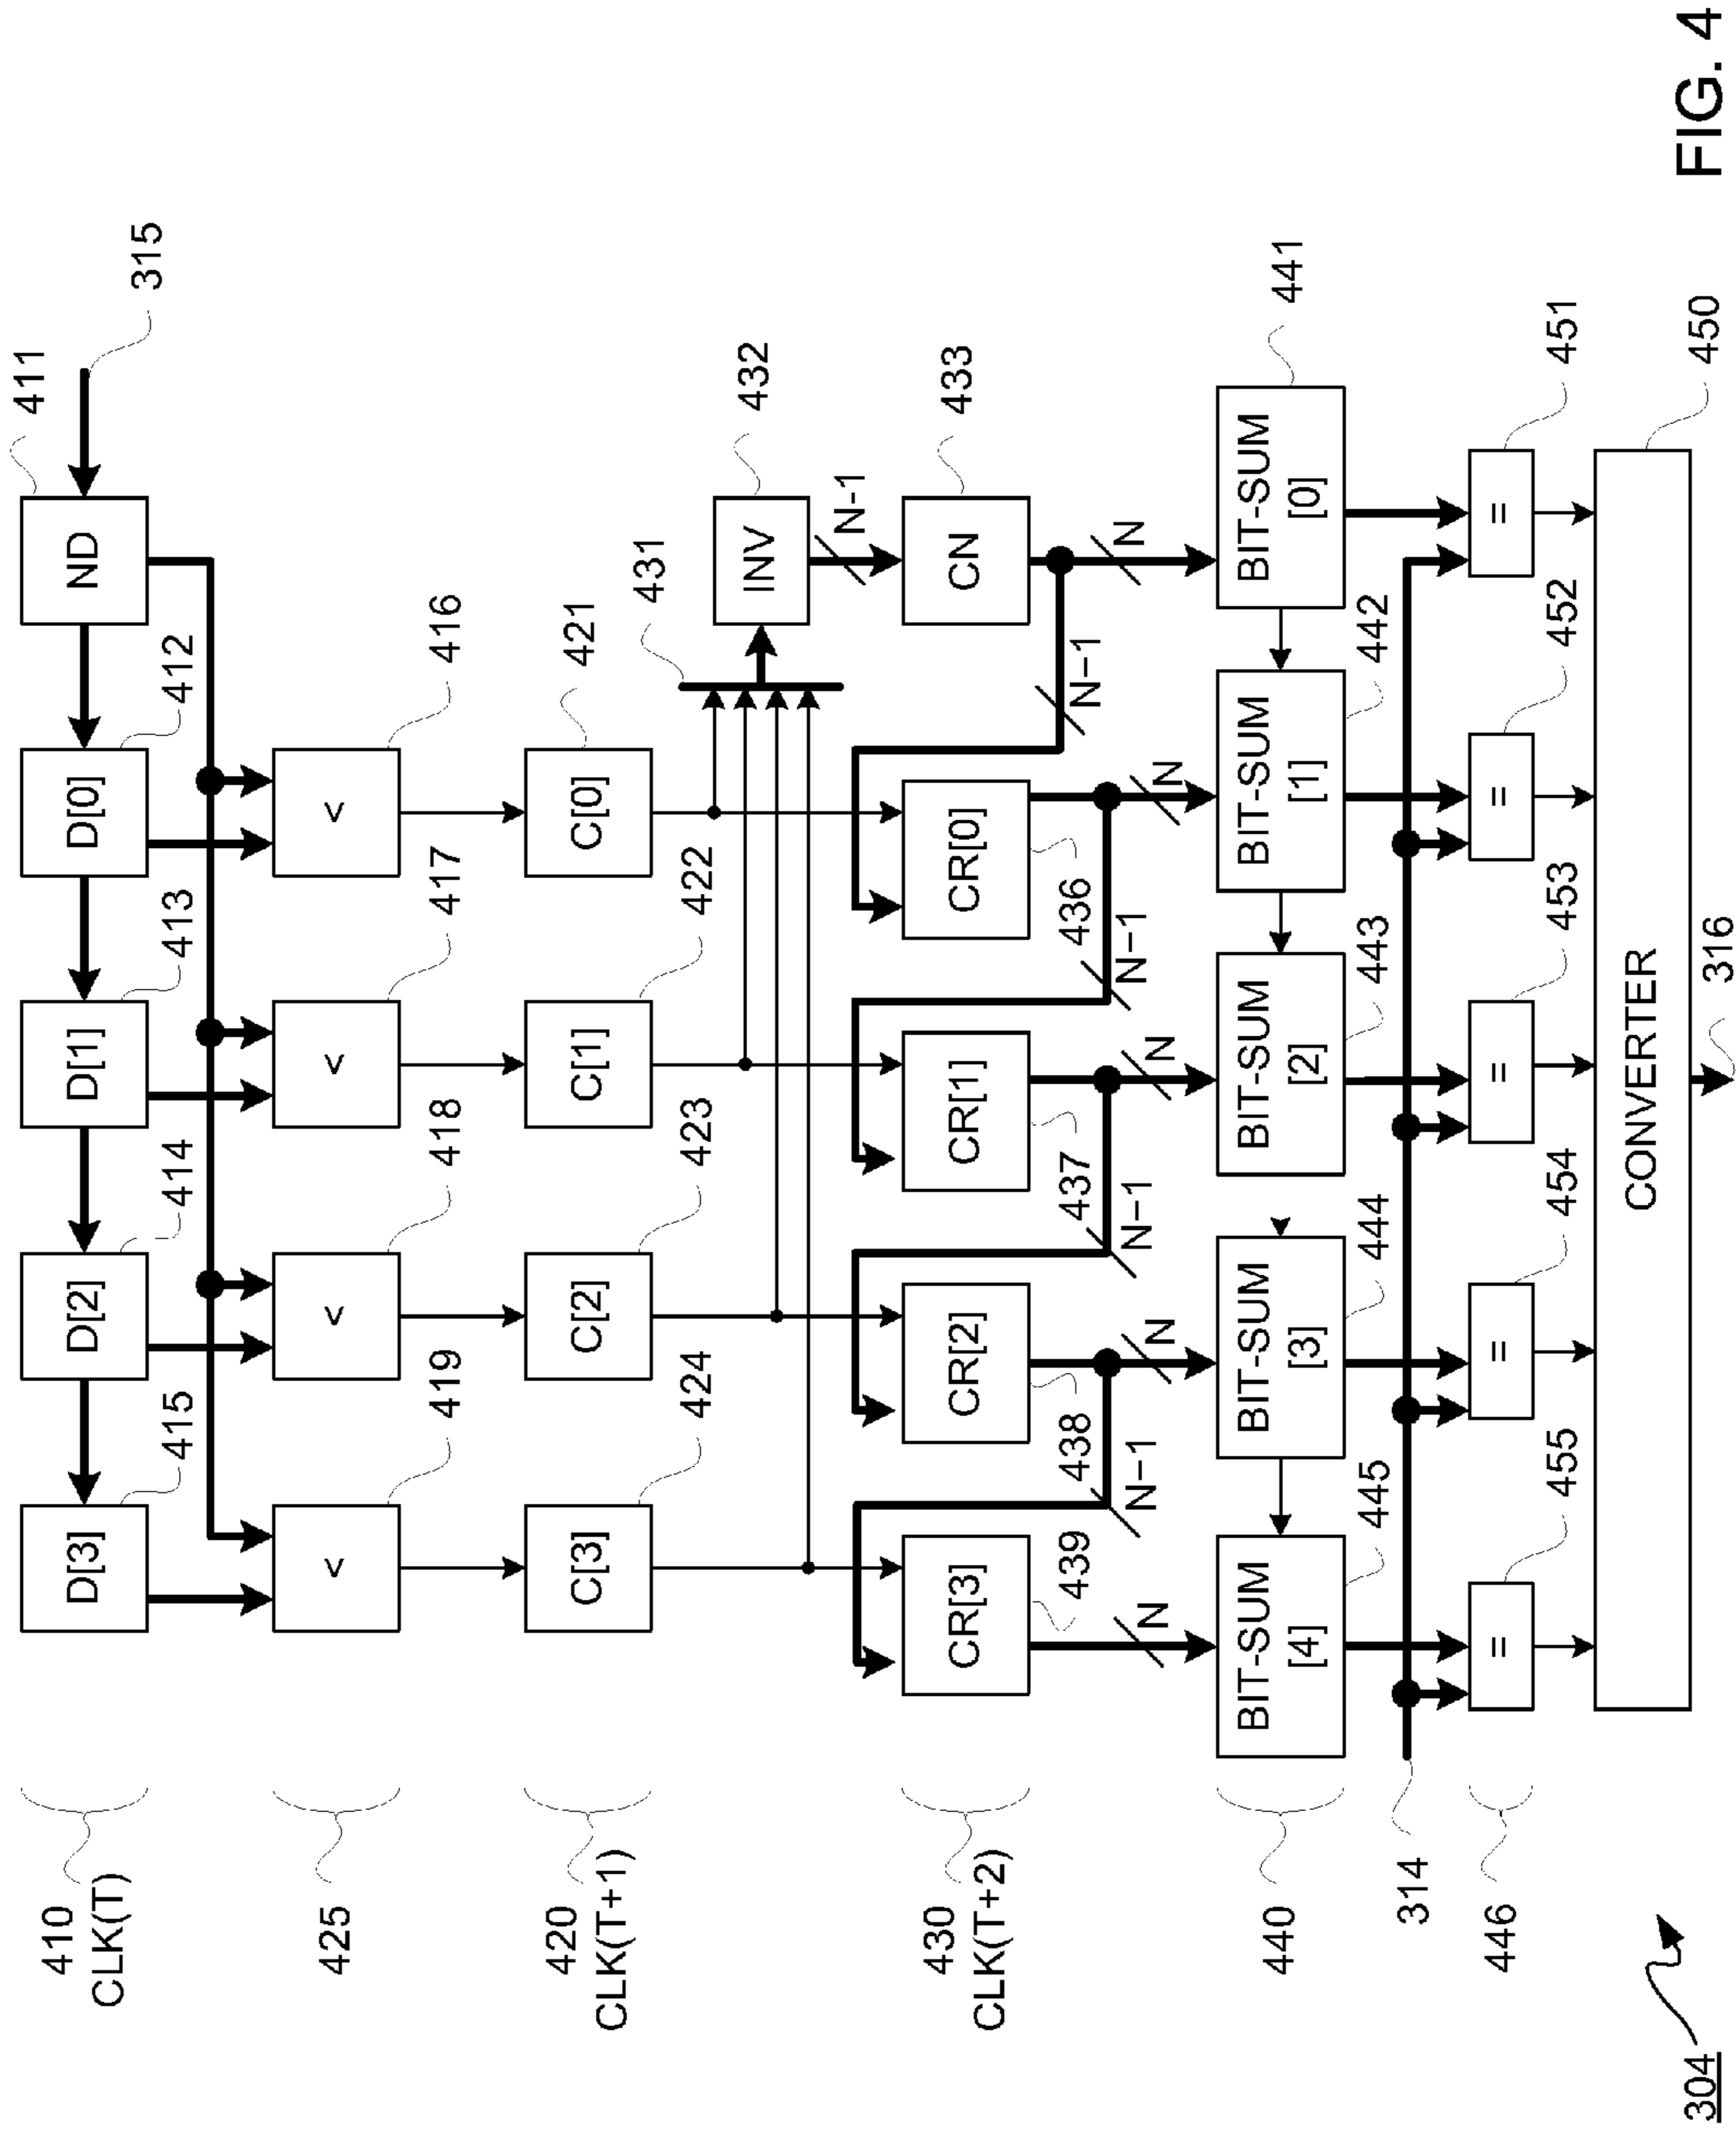 410
CLK(T)
D[3]
415
D[2]
414
D[1]
413
D[0]
412
ND
411
315
425
<
419
<
418
<
417
<
416
420
CLK(T+1)
C[3]
424
C[2]
423
C[1]
422
C[0]
421
431
INV
432
N-1
430
CLK(T+2)
CR[3]
439
CR[2]
438
CR[1]
437
CR[0]
436
CN
433
N
N–1
N
N–1
N
N–1
N
N–1
N
440
BIT-SUM
[4]
445
BIT-SUM
[3]
444
BIT-SUM
[2]
443
BIT-SUM
[1]
442
BIT-SUM
[0]
441
314
446
=
455
=
454
=
453
=
452
=
451
CONVERTER
450
316
304
FIG. 4